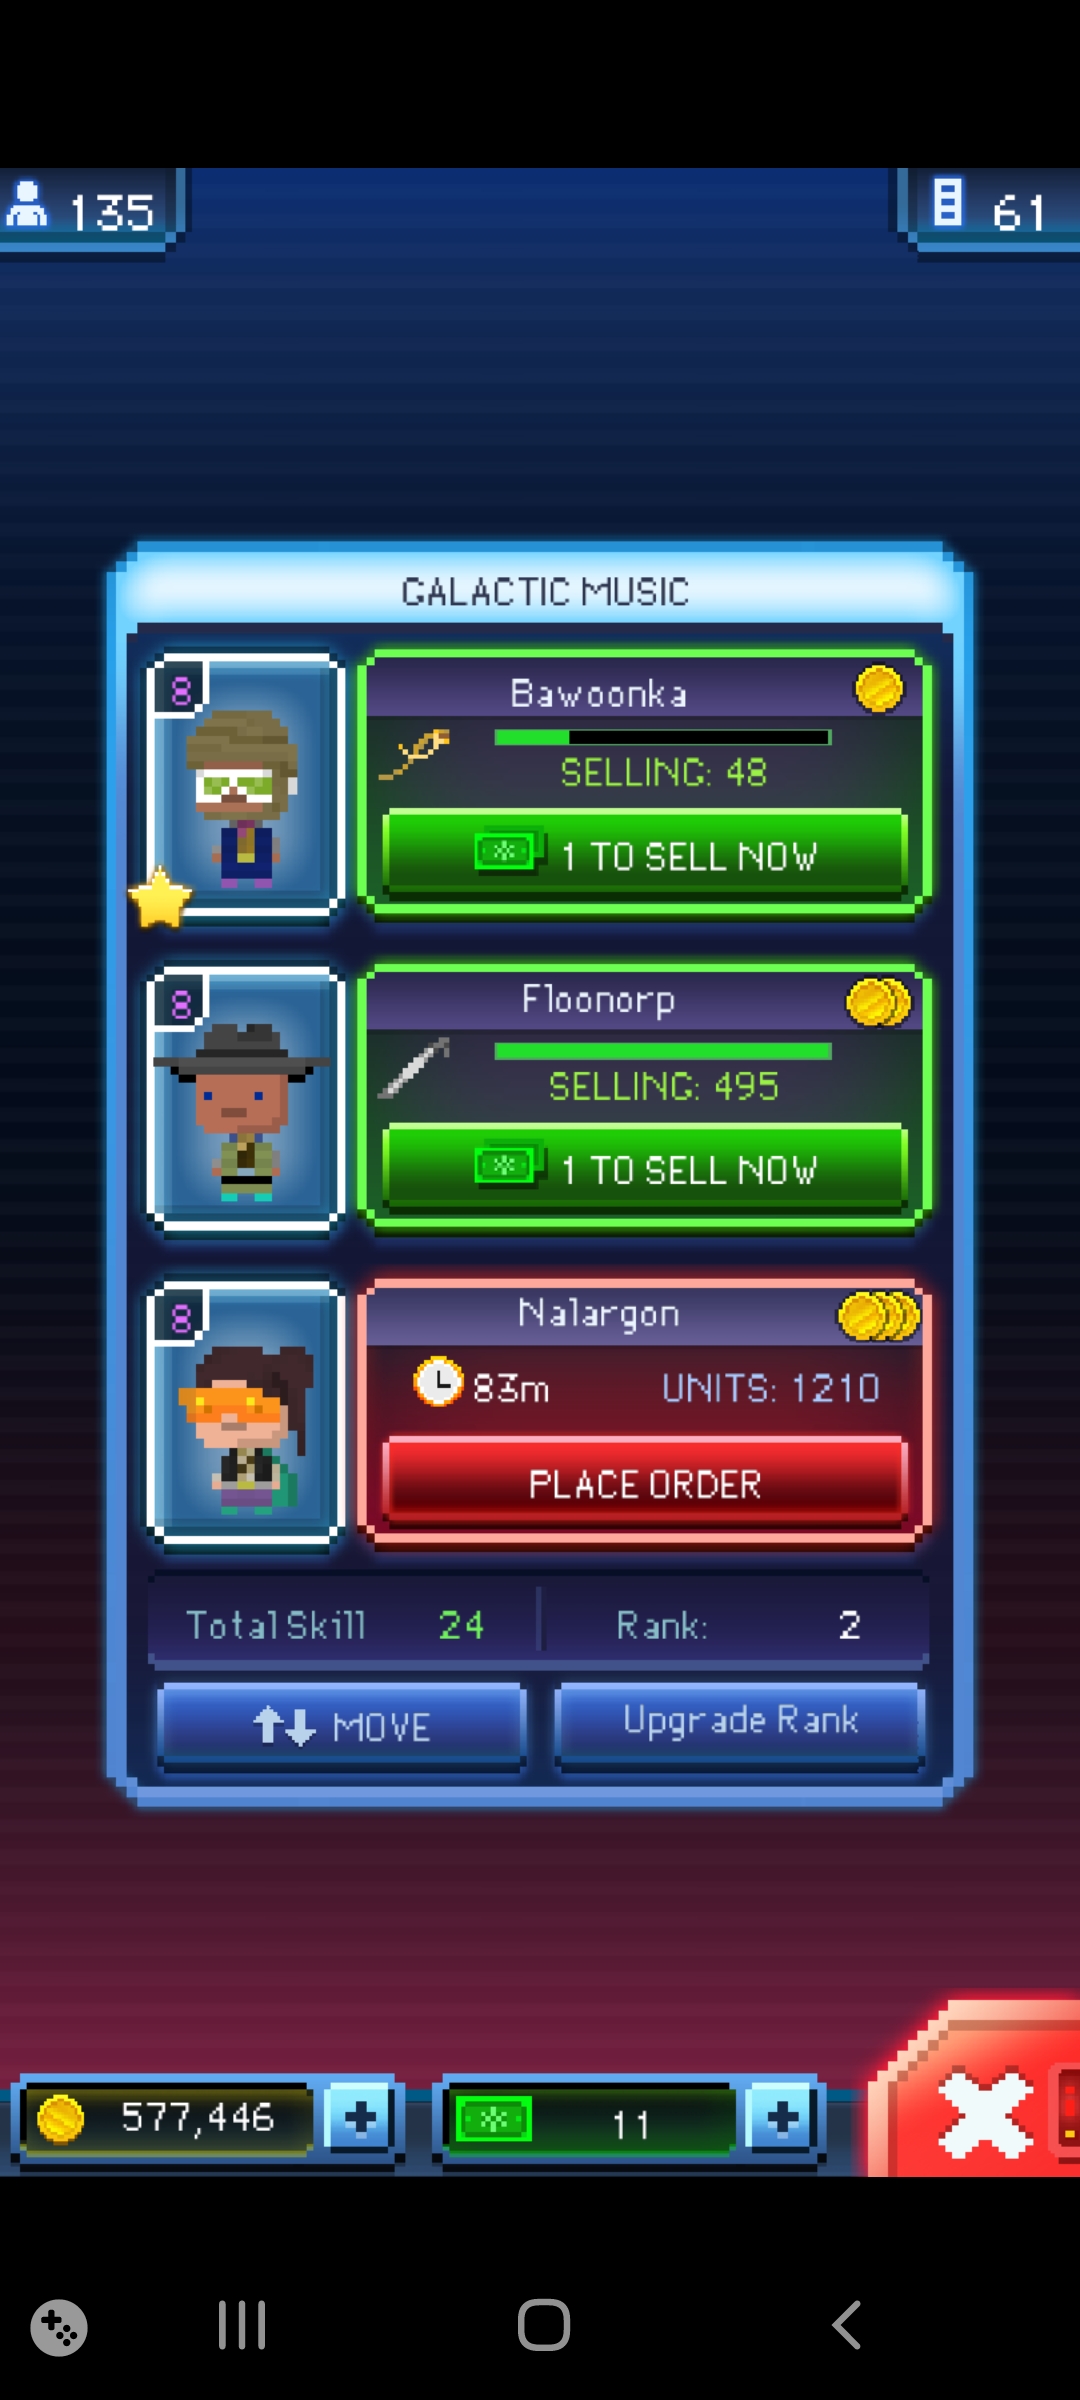 135
61
GALACTIC MUSIC
8
Bawoonka
SELLING: 48
1 TO SELL NOW
8
Floonorp
SELLING: 495
1 TO SELL NOW
8
Nalargon
83m
UNITS: 1210
PLACE ORDER
Total Skill 24
Rank: 2
MOVE
Upgrade Rank
577,446
11